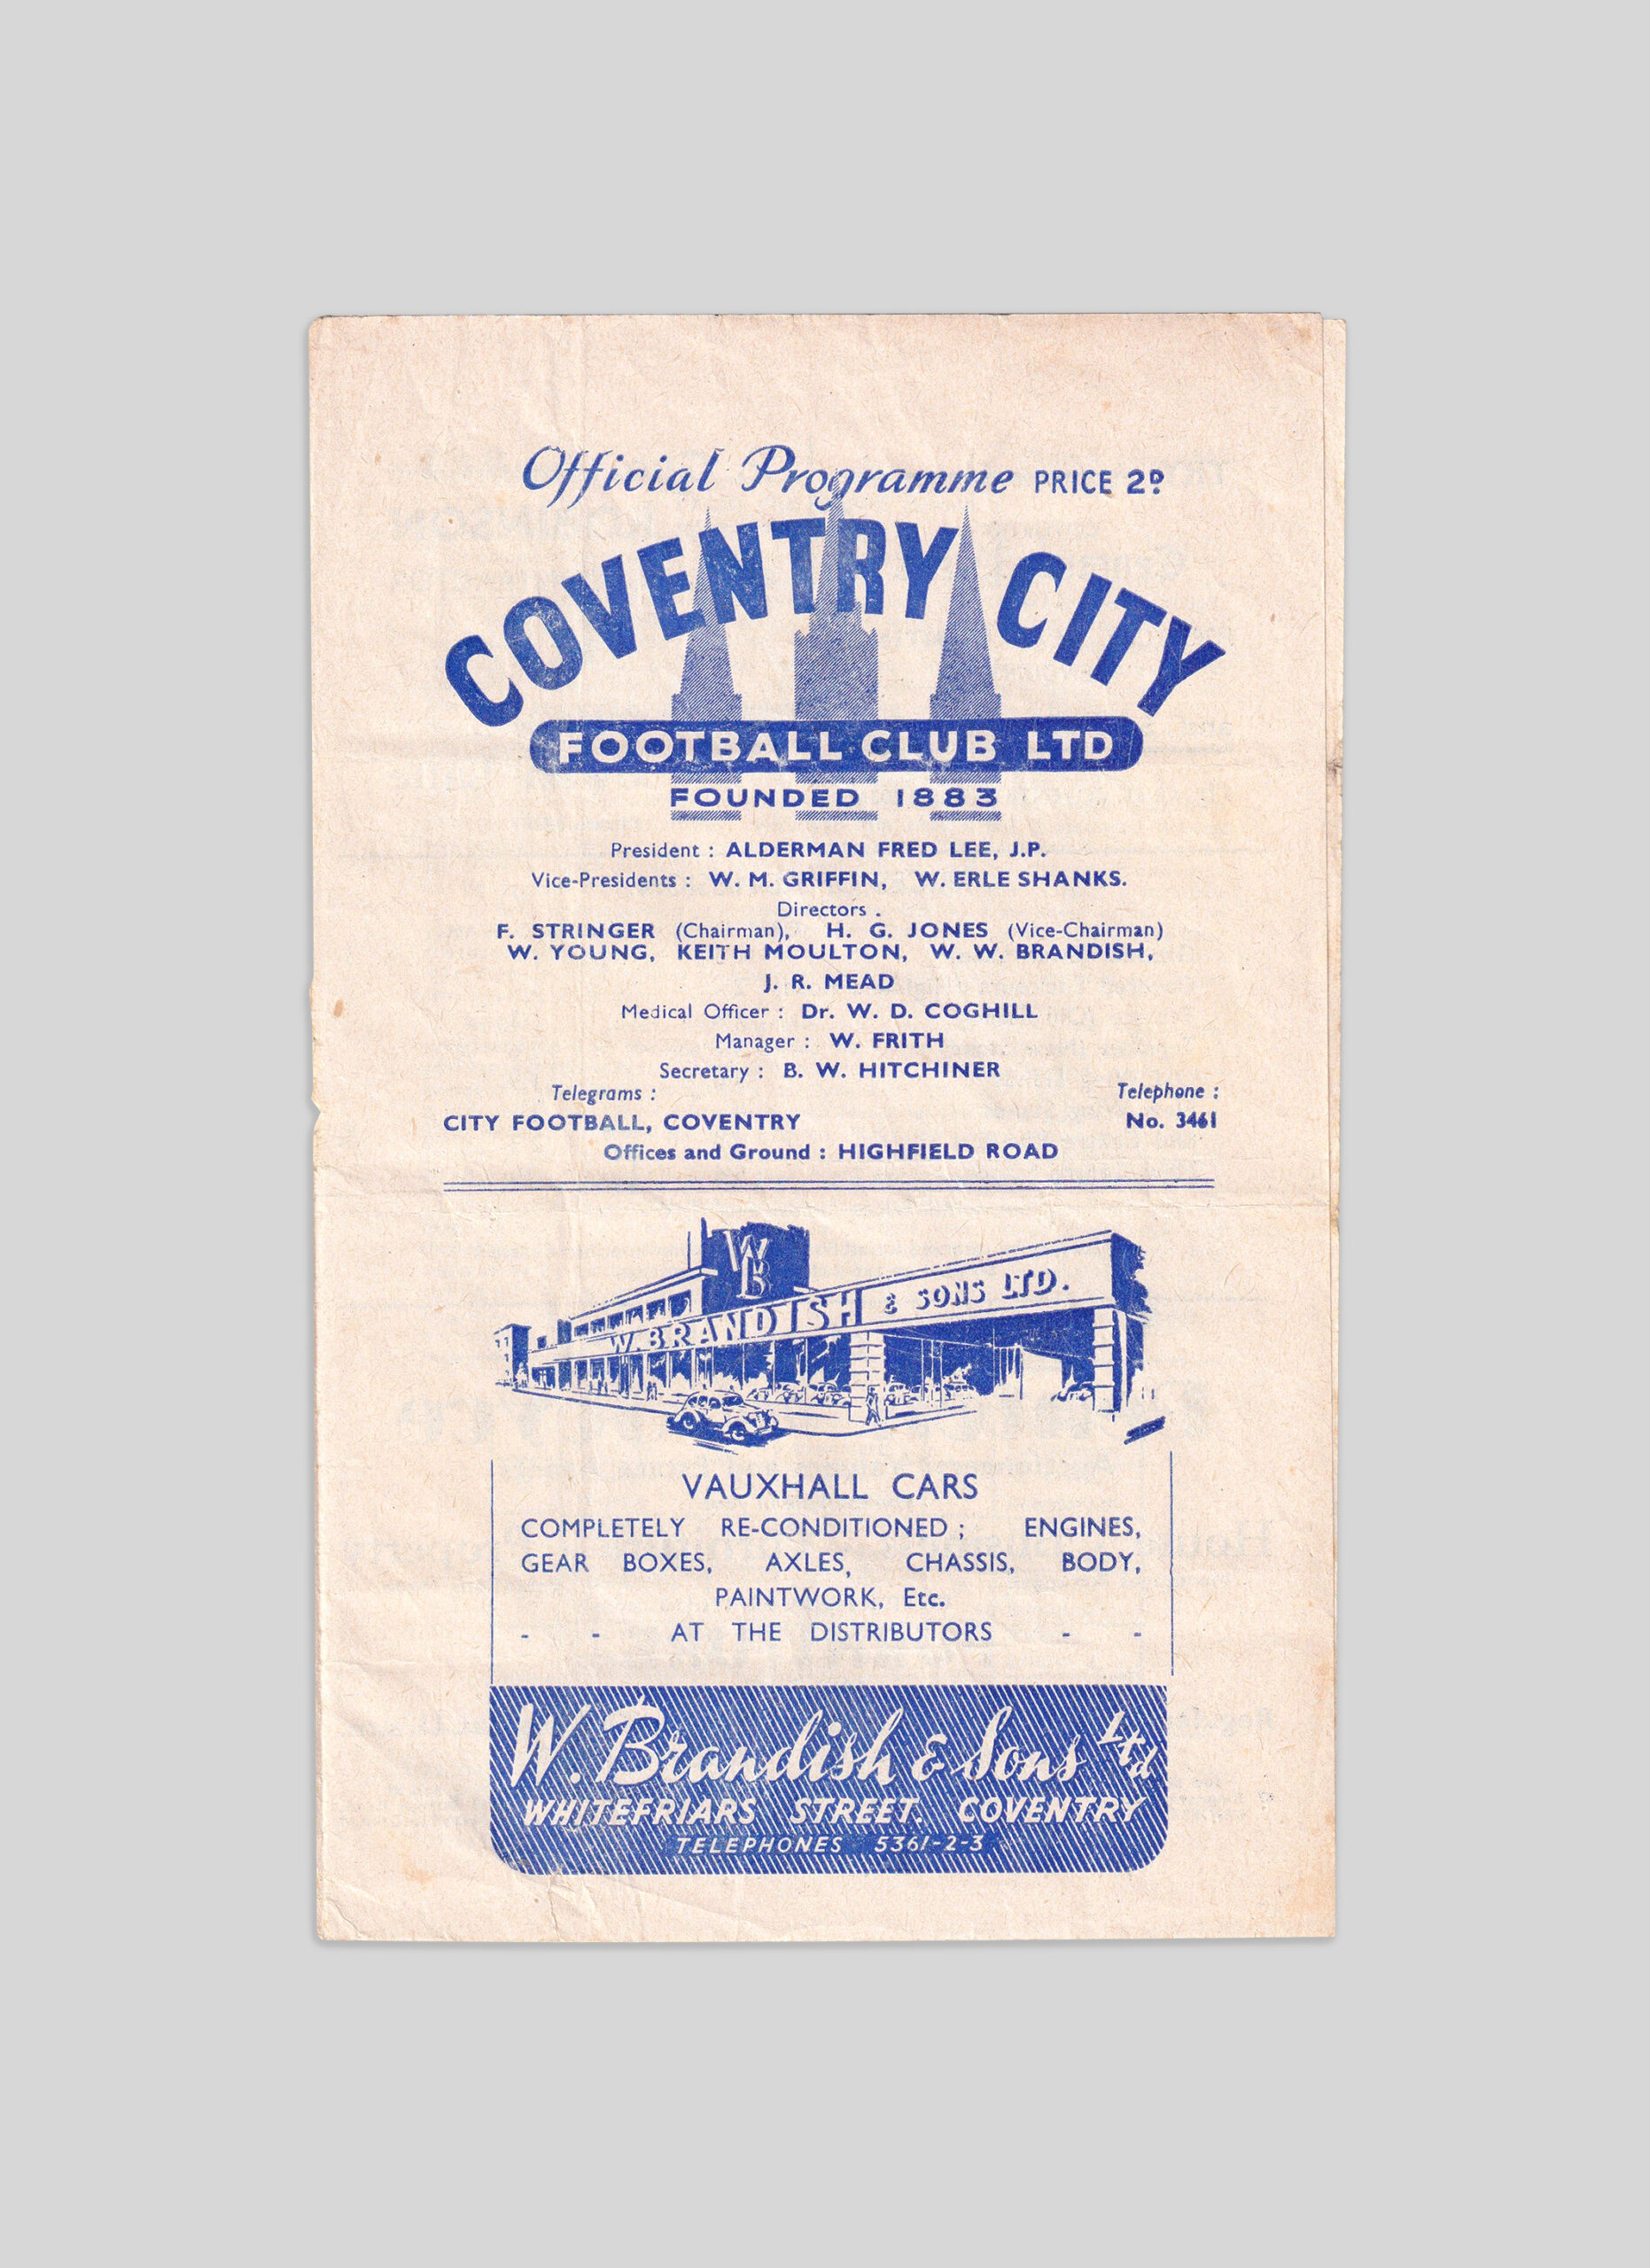 Official Programme PRICE 2D
COVENTRY CITY
FOOTBALL CLUB LTD
FOUNDED 1883
President : ALDERMAN FRED LEE, J.P.
Vice-Presidents : W. M. GRIFFIN, W. ERLE SHANKS.
Directors .
F. STRINGER (Chairman), H. G. JONES (Vice-Chairman)
W. YOUNG, KEITH MOULTON, W. W. BRANDISH,
J. R. MEAD
Medical Officer : Dr. W. D. COGHILL
Manager : W. FRITH
Secretary : B. W. HITCHINER
Telegrams : Telephone :
CITY FOOTBALL, COVENTRY No. 3461
Offices and Ground : HIGHFIELD ROAD
WB
W. BRANDISH & SONS LTD.
VAUXHALL CARS
COMPLETELY RE-CONDITIONED ; ENGINES,
GEAR BOXES, AXLES, CHASSIS, BODY,
PAINTWORK, Etc.
- - AT THE DISTRIBUTORS - -
W. Brandish & Sons Ltd
WHITEFRIARS STREET. COVENTRY
TELEPHONES 5361-2-3